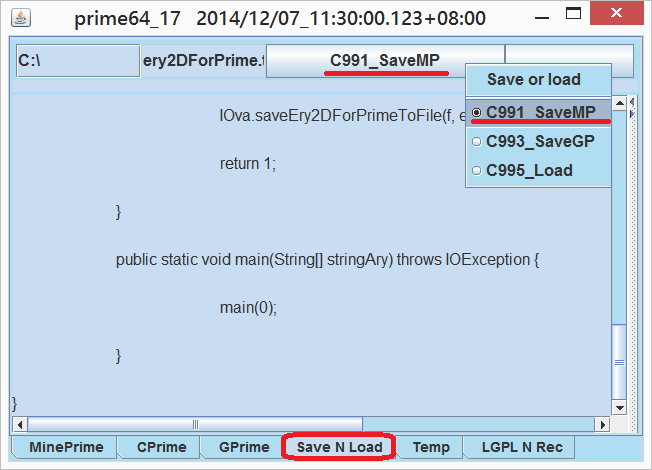 prime64_17 2014/12/07_11:30:00.123+08:00
C:\ ery2DForPrime.t C991_SaveMP
Save or load
C991_SaveMP
C993_SaveGP
C995_Load
IOva.saveEry2DForPrimeToFile(f, e
return 1;
}
public static void main(String[] stringAry) throws IOException {
main(0);
}
}
MinePrime CPrime GPrime Save N Load Temp LGPL N Rec